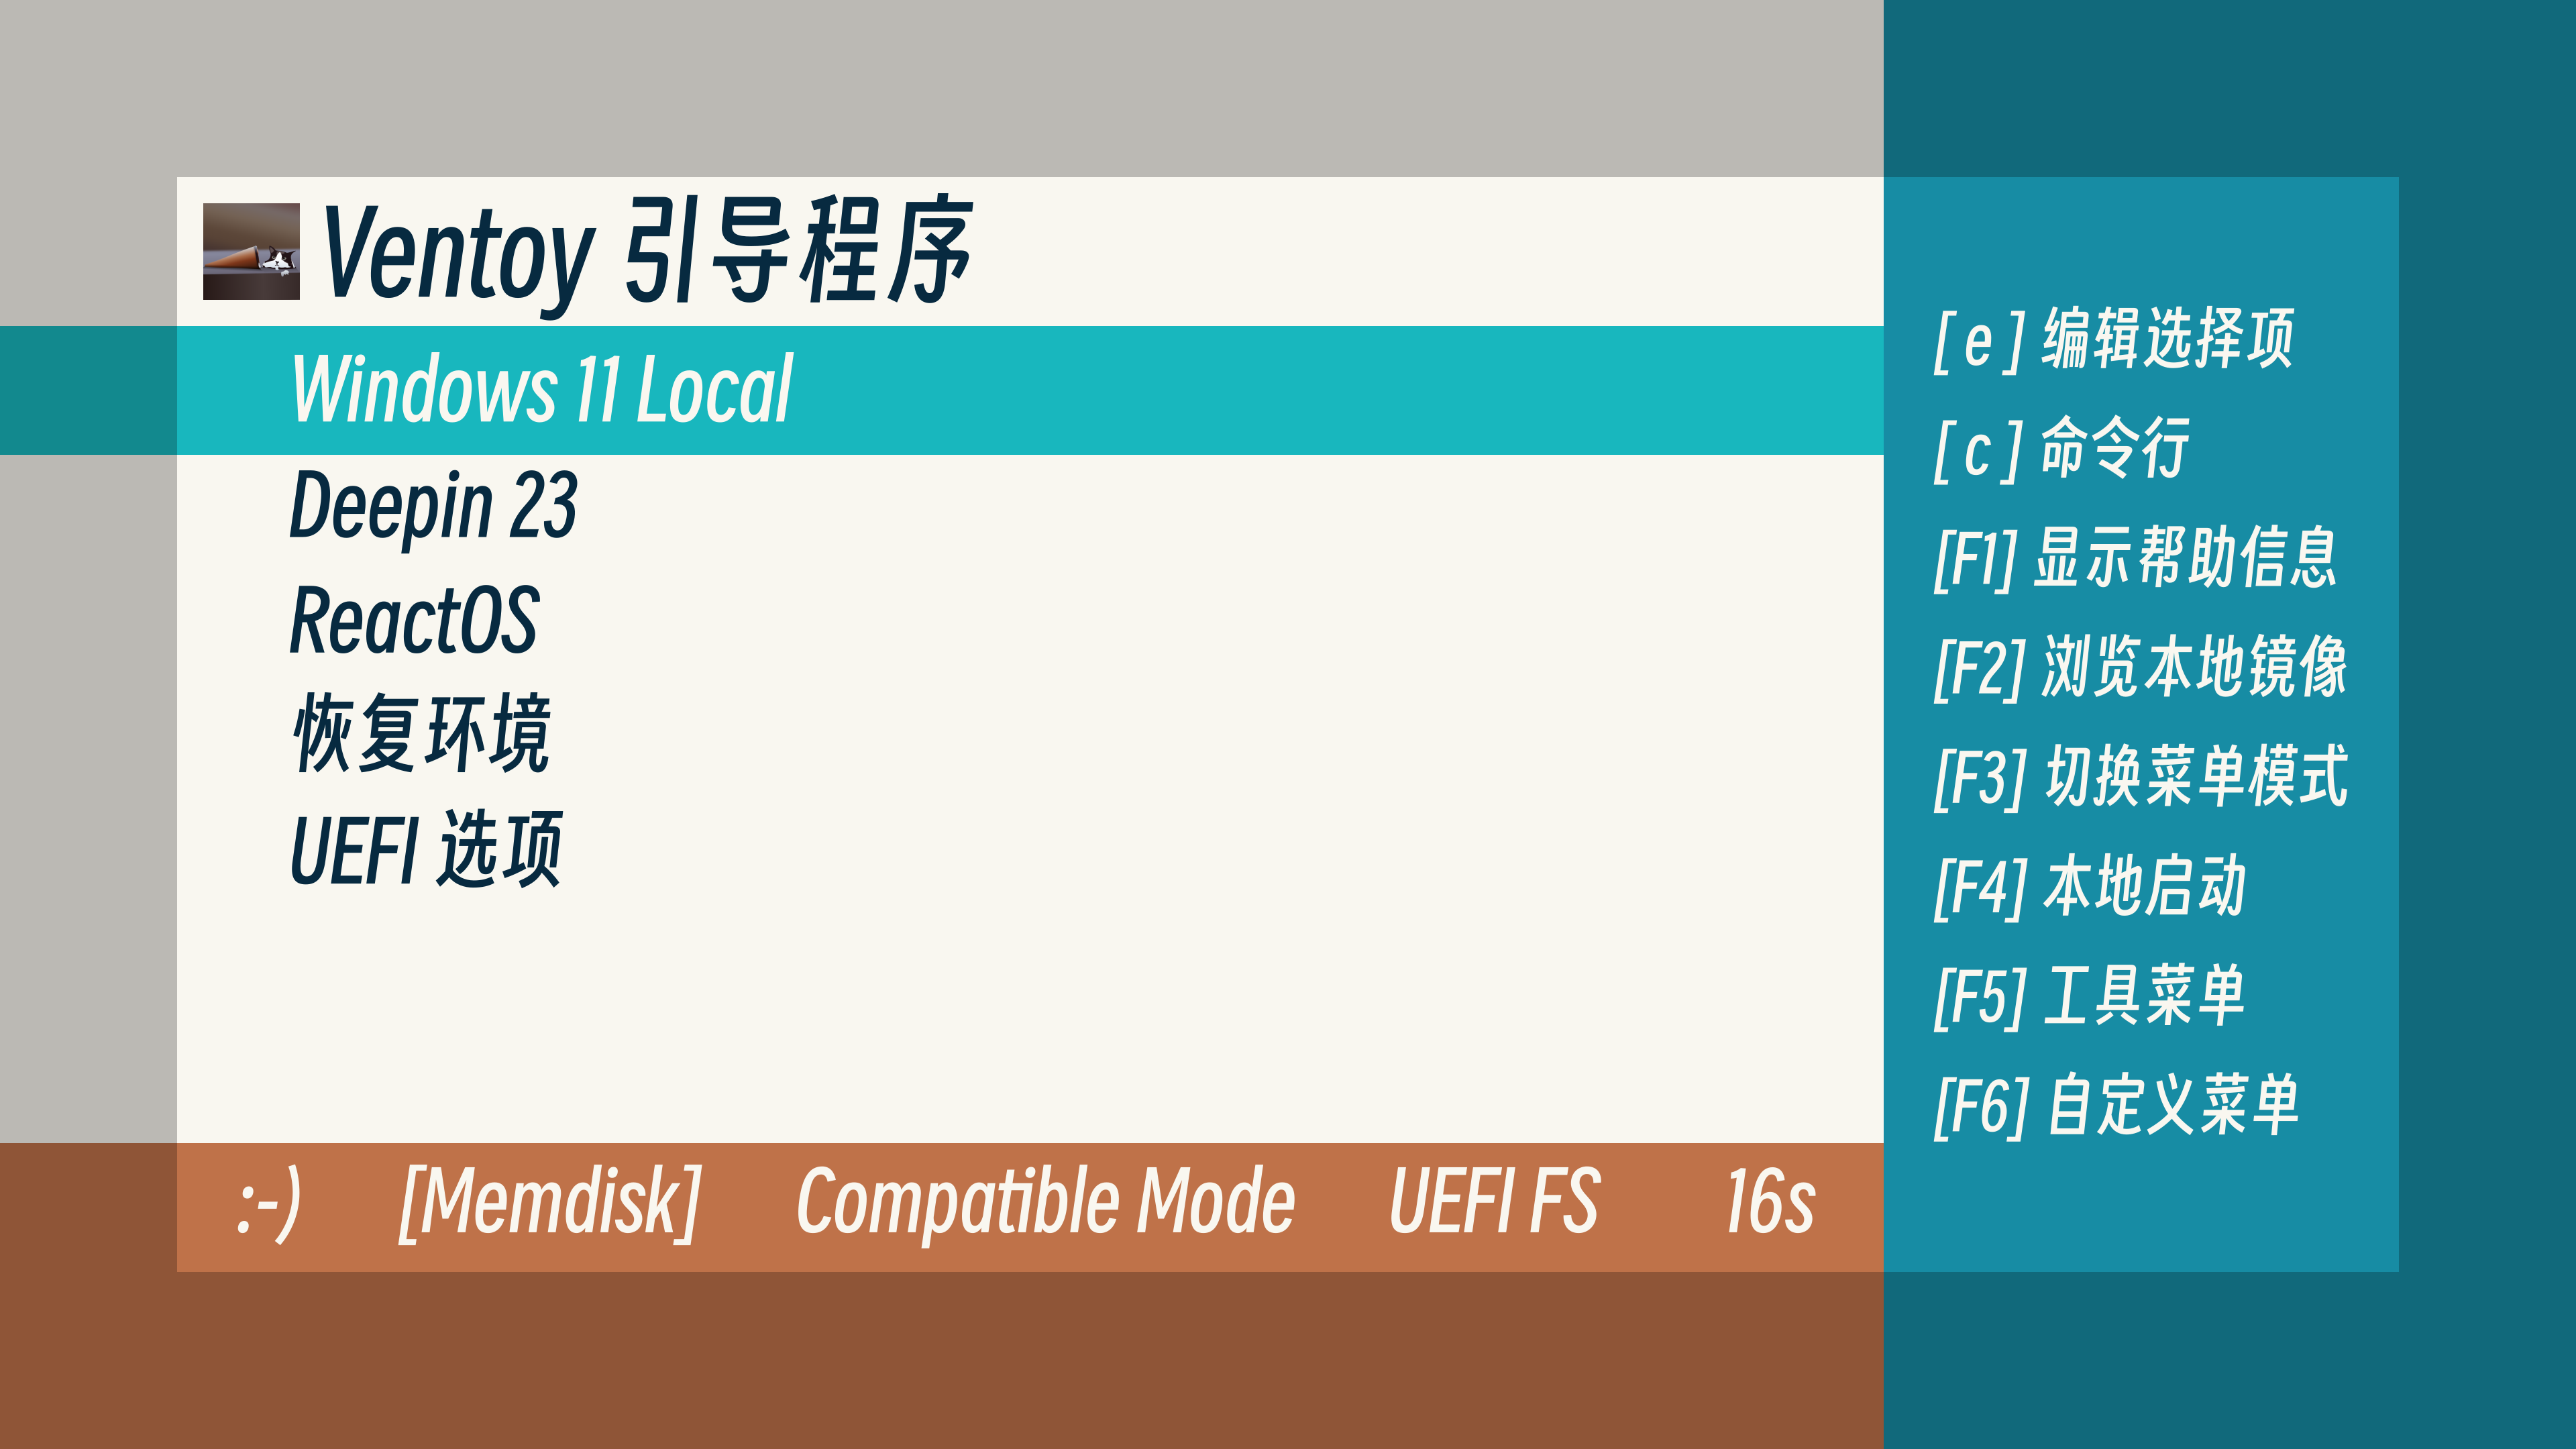 Ventoy 引导程序
Windows 11 Local
Deepin 23
ReactOS
恢复环境
UEFI 选项
:-) [Memdisk] Compatible Mode UEFI FS 16s
[ e ] 编辑选择项
[ c ] 命令行
[F1] 显示帮助信息
[F2] 浏览本地镜像
[F3] 切换菜单模式
[F4] 本地启动
[F5] 工具菜单
[F6] 自定义菜单